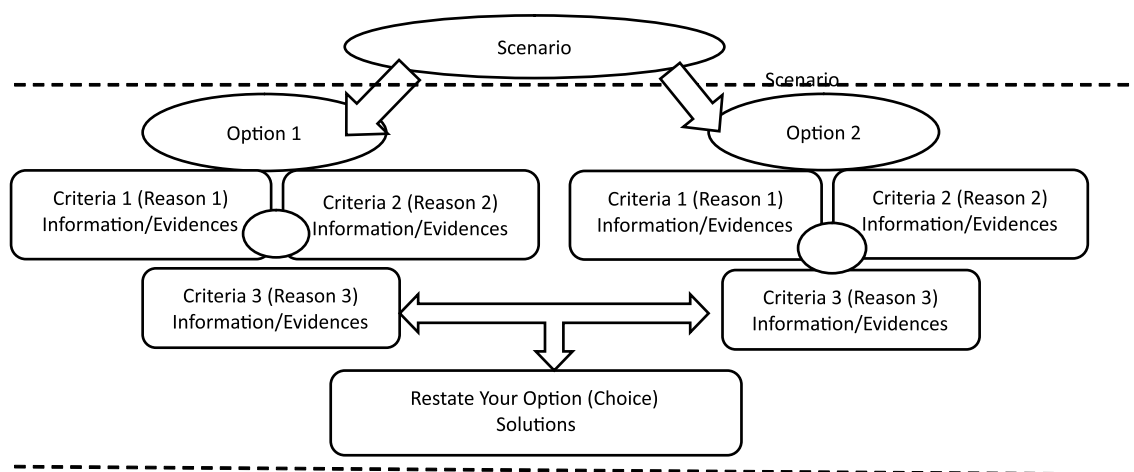 Scenario
Scenario
Option 1
Option 2
Criteria 1 (Reason 1)
Information/Evidences
Criteria 2 (Reason 2)
Information/Evidences
Criteria 1 (Reason 1)
Information/Evidences
Criteria 2 (Reason 2)
Information/Evidences
Criteria 3 (Reason 3)
Information/Evidences
Criteria 3 (Reason 3)
Information/Evidences
Restate Your Option (Choice)
Solutions